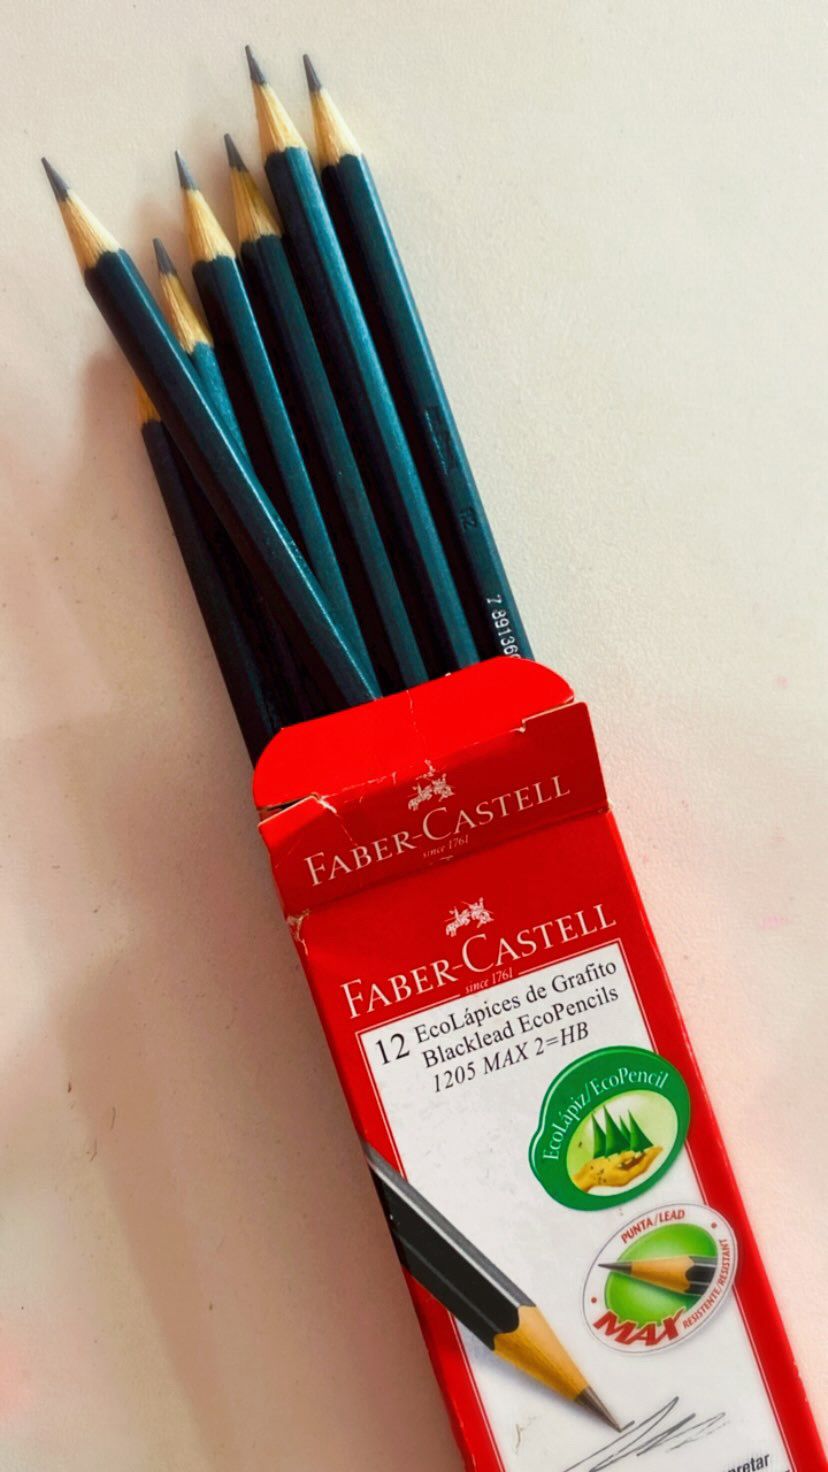 7 89136
FABER-CASTELL
since 1761
FABER-CASTELL
since 1761
12 EcoLápices de Grafito
Blacklead EcoPencils
1205 MAX 2=HB
EcoLápiz/EcoPencil
PUNTA/LEAD
MAX
RESISTENTE/RESISTANT